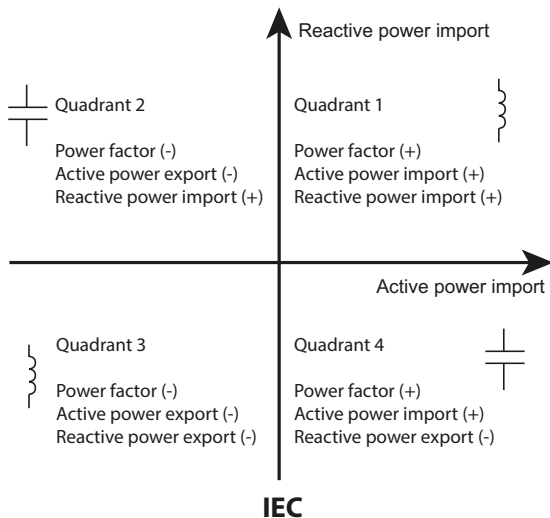 Reactive power import
Quadrant 2
Power factor (-)
Active power export (-)
Reactive power import (+)
Quadrant 1
Power factor (+)
Active power import (+)
Reactive power import (+)
Active power import
Quadrant 3
Power factor (-)
Active power export (-)
Reactive power export (-)
Quadrant 4
Power factor (+)
Active power import (+)
Reactive power export (-)
IEC